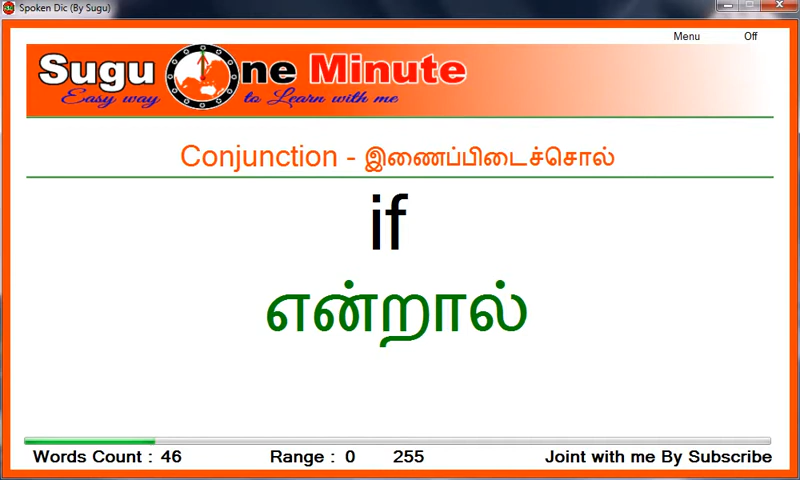 Spoken Dic (By Sugu)
Menu Off
Sugu One Minute
Easy way to Learn with me
Conjunction - இணைப்பிடைச்சொல்
if
என்றால்
Words Count : 46 Range : 0 255 Joint with me By Subscribe